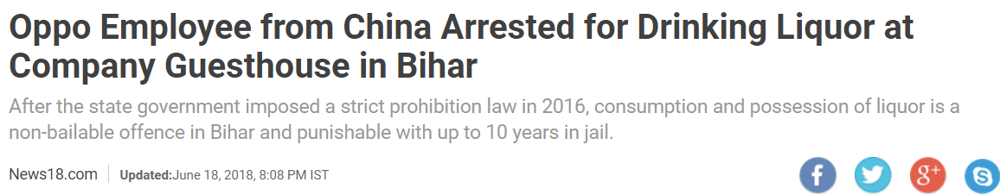 Oppo Employee from China Arrested for Drinking Liquor at
Company Guesthouse in Bihar
After the state government imposed a strict prohibition law in 2016, consumption and possession of liquor is a
non-bailable offence in Bihar and punishable with up to 10 years in jail.
News18.com Updated:June 18, 2018, 8:08 PM IST